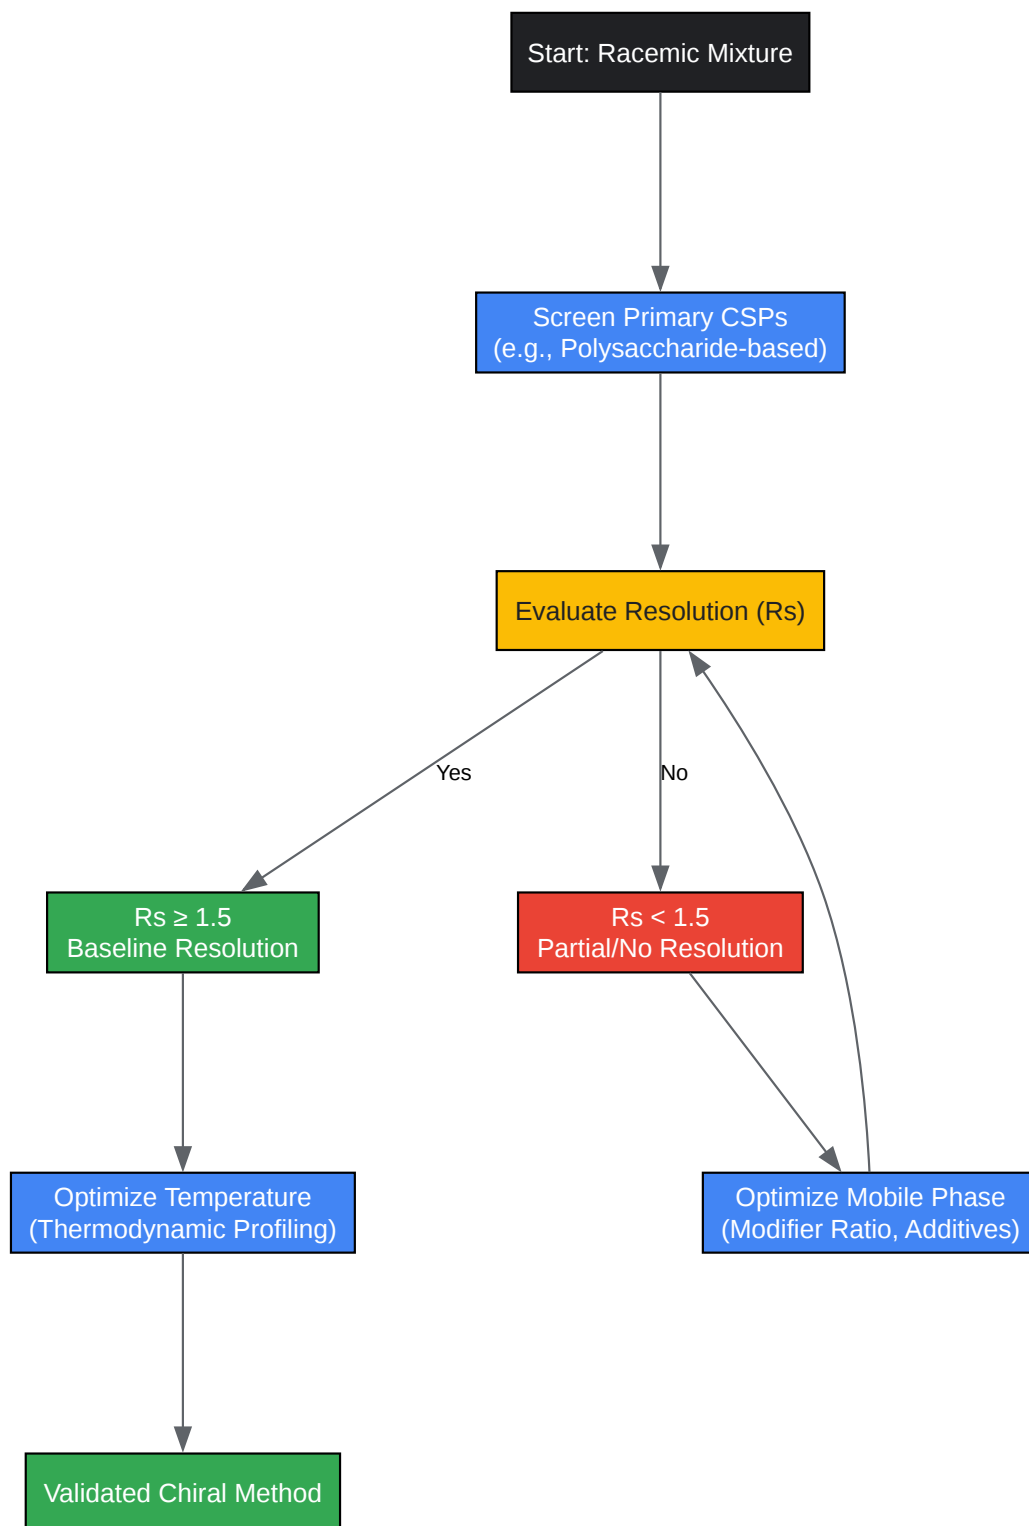 Start: Racemic Mixture
Screen Primary CSPs
(e.g., Polysaccharide-based)
Evaluate Resolution (Rs)
Yes
No
Rs ≥ 1.5
Baseline Resolution
Rs < 1.5
Partial/No Resolution
Optimize Temperature
(Thermodynamic Profiling)
Optimize Mobile Phase
(Modifier Ratio, Additives)
Validated Chiral Method